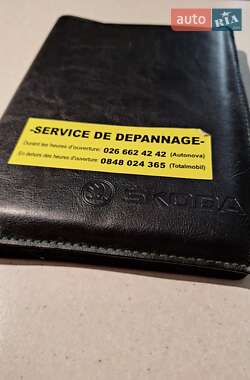 auto RIA .com
-SERVICE DE DEPANNAGE-
Durant les heures d'ouverture: 026 662 42 42 (Autonova)
En dehors des heures d'ouverture: 0848 024 365 (Totalmobil)
ŠKODA